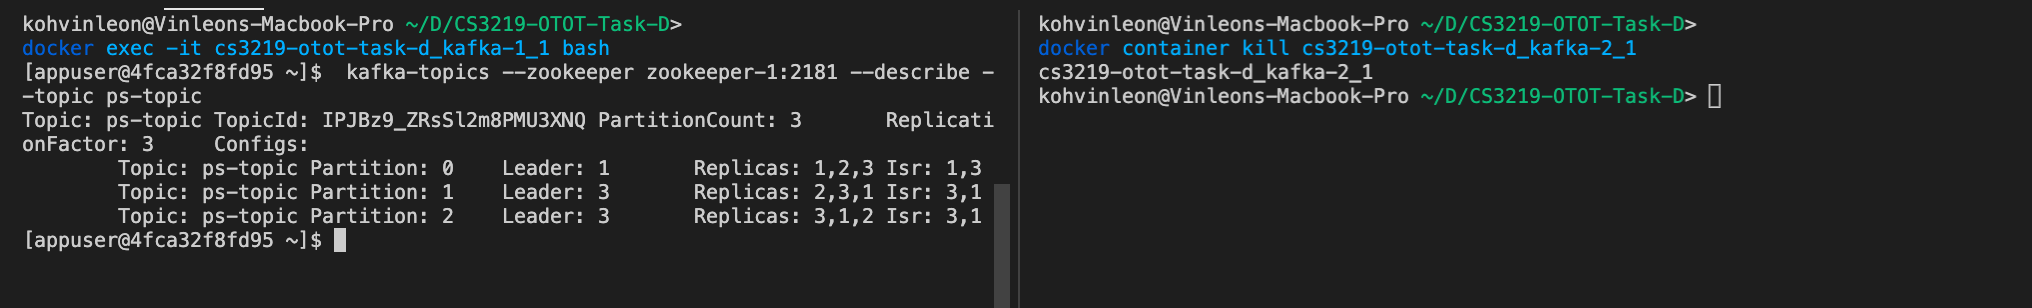 kohvinleon@Vinleons-Macbook-Pro ~/D/CS3219-OTOT-Task-D>
docker exec -it cs3219-otot-task-d_kafka-1_1 bash
[appuser@4fca32f8fd95 ~]$  kafka-topics --zookeeper zookeeper-1:2181 --describe -
-topic ps-topic
Topic: ps-topic TopicId: IPJBz9_ZRsSl2m8PMU3XNQ PartitionCount: 3       Replicati
onFactor: 3     Configs:
        Topic: ps-topic Partition: 0    Leader: 1       Replicas: 1,2,3 Isr: 1,3
        Topic: ps-topic Partition: 1    Leader: 3       Replicas: 2,3,1 Isr: 3,1
        Topic: ps-topic Partition: 2    Leader: 3       Replicas: 3,1,2 Isr: 3,1
[appuser@4fca32f8fd95 ~]$
kohvinleon@Vinleons-Macbook-Pro ~/D/CS3219-OTOT-Task-D>
docker container kill cs3219-otot-task-d_kafka-2_1
cs3219-otot-task-d_kafka-2_1
kohvinleon@Vinleons-Macbook-Pro ~/D/CS3219-OTOT-Task-D>